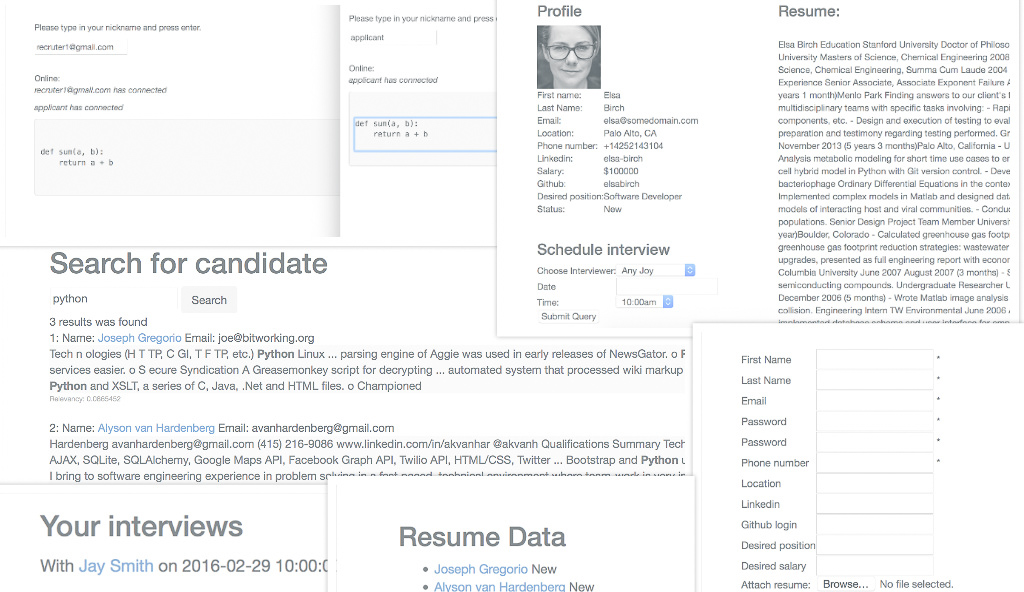 Please type in your nickname and press enter.
recruter1@gmail.com
Online:
recruter1@gmail.com has connected
applicant has connected
def sum(a, b):
return a + b
Please type in your nickname and press
applicant
Online:
applicant has connected
def sum(a, b):
return a + b
Profile
First name: Elsa
Last Name: Birch
Email: elsa@somedomain.com
Location: Palo Alto, CA
Phone number: +14252143104
Linkedin: elsa-birch
Salary: $100000
Github: elsabirch
Desired position: Software Developer
Status: New
Schedule interview
Choose Interviewer: Any Joy
Date
Time: 10:00am
Submit Query
Resume:
Elsa Birch Education Stanford University Doctor of Philoso
University Masters of Science, Chemical Engineering 2008
Science, Chemical Engineering, Summa Cum Laude 2004
Experience Senior Associate, Associate Exponent Failure
years 1 month)Menlo Park Finding answers to our client's
multidisciplinary teams with specific tasks involving: - Rapi
components, etc. - Design and execution of testing to eval
preparation and testimony regarding testing performed. Gr
November 2013 (5 years 3 months)Palo Alto, California - U
Analysis metabolic modeling for short time use cases to er
cell hybrid model in Python with Git version control. - Deve
bacteriophage Ordinary Differential Equations in the contex
Implemented complex models in Matlab and designed data
models of interacting host and viral communities. - Conduc
populations. Senior Design Project Team Member Universi
year)Boulder, Colorado - Calculated greenhouse gas footp
greenhouse gas footprint reduction strategies: wastewater
upgrades, presented as full engineering report with econor
Columbia University June 2007 August 2007 (3 months) - S
semiconducting compounds. Undergraduate Researcher
December 2006 (5 months) - Wrote Matlab image analysis
collision. Engineering Intern TW Environmental June 2006
implemented database schema and user interface for
Search for candidate
python Search
3 results was found
1: Name: Joseph Gregorio Email: joe@bitworking.org
Tech n ologies (H T TP, C GI, T F TP, etc.) Python Linux ... parsing engine of Aggie was used in early releases of NewsGator. o F
services easier. o S ecure Syndication A Greasemonkey script for decrypting ... automated system that processed wiki markup
Python and XSLT, a series of C, Java, .Net and HTML files. o Championed
Relevancy: 0.0865452
2: Name: Alyson van Hardenberg Email: avanhardenberg@gmail.com
Hardenberg avanhardenberg@gmail.com (415) 216-9086 www.linkedin.com/in/akvanhar @akvanh Qualifications Summary Tech
AJAX, SQLite, SQLAlchemy, Google Maps API, Facebook Graph API, Twilio API, HTML/CSS, Twitter ... Bootstrap and Python u
I bring to software engineering experience in problem solving in a fast paced, technical environment where team work is very
Your interviews
With Jay Smith on 2016-02-29 10:00:0
Resume Data
• Joseph Gregorio New
• Alyson van Hardenberg New
First Name *
Last Name *
Email *
Password *
Password *
Phone number *
Location
Linkedin
Github login
Desired position
Desired salary
Attach resume: Browse... No file selected.